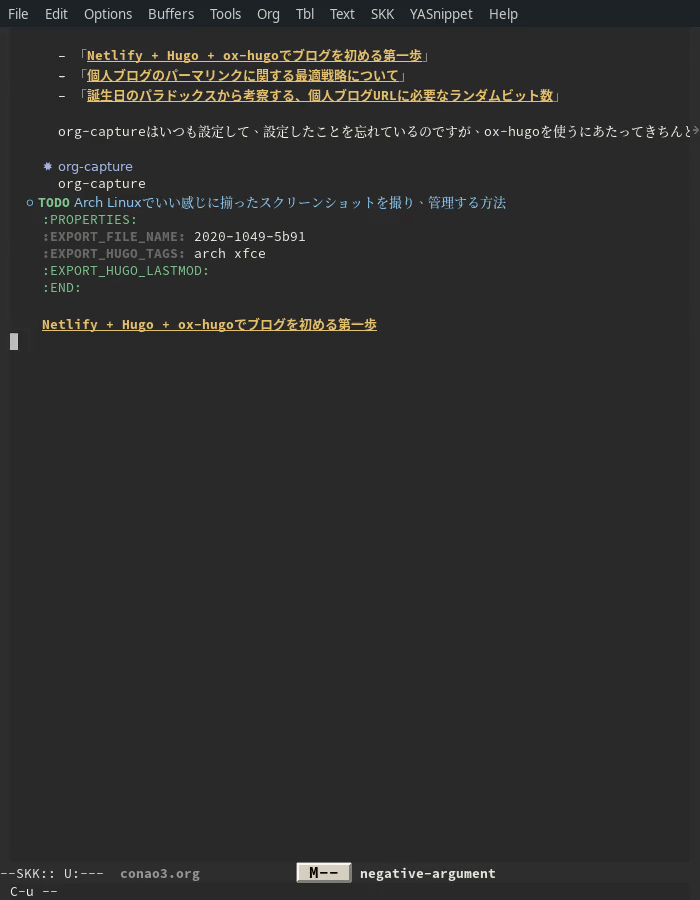 File Edit Options Buffers Tools Org Tbl Text SKK YASnippet Help
- 「Netlify + Hugo + ox-hugoでブログを初める第一歩」
- 「個人ブログのパーマリンクに関する最適戦略について」
- 「誕生日のパラドックスから考察する、個人ブログURLに必要なランダムビット数」
org-captureはいつも設定して、設定したことを忘れているのですが、ox-hugoを使うにあたってきちんと
org-capture
org-capture
TODO Arch Linuxでいい感じに揃ったスクリーンショットを撮り、管理する方法
:PROPERTIES:
:EXPORT_FILE_NAME: 2020-1049-5b91
:EXPORT_HUGO_TAGS: arch xfce
:EXPORT_HUGO_LASTMOD:
:END:
Netlify + Hugo + ox-hugoでブログを初める第一歩
--SKK:: U:--- conao3.org M-- negative-argument
C-u --